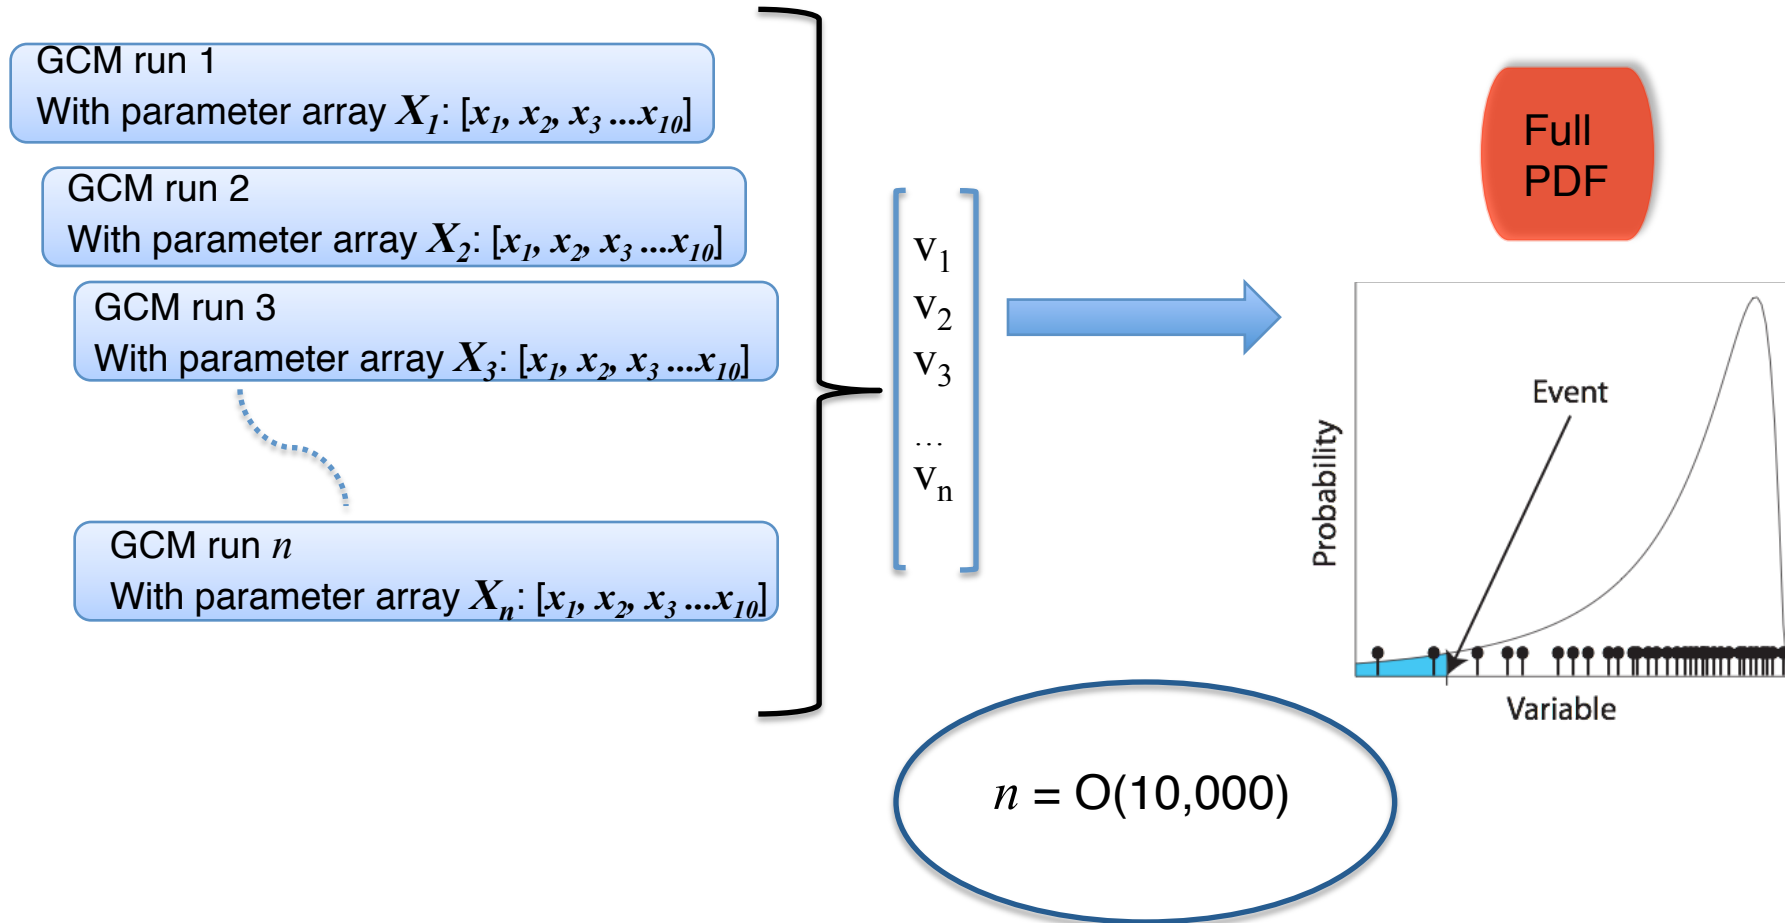 GCM run 1
With parameter array X₁: [x₁, x₂, x₃ ...x₁₀]
GCM run 2
With parameter array X₂: [x₁, x₂, x₃ ...x₁₀]
GCM run 3
With parameter array X₃: [x₁, x₂, x₃ ...x₁₀]
GCM run n
With parameter array Xₙ: [x₁, x₂, x₃ ...x₁₀]
v₁
v₂
v₃
...
vₙ
Full
PDF
Event
Probability
Variable
n = O(10,000)